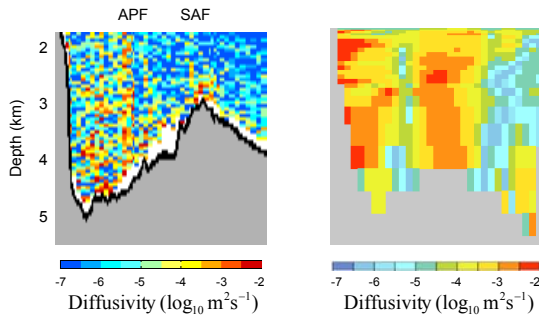 APF SAF
2
3
4
5
Depth (km)
-7 -6 -5 -4 -3 -2
Diffusivity (log₁₀ m²s⁻¹)
-7 -6 -5 -4 -3 -2
Diffusivity (log₁₀ m²s⁻¹)